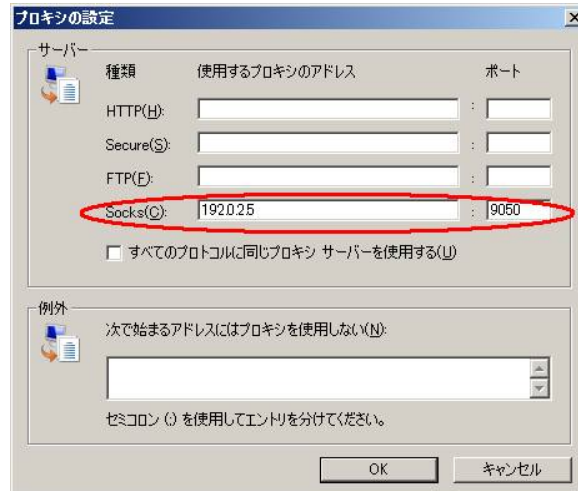 プロキシの設定
サーバー
種類 使用するプロキシのアドレス ポート
HTTP(H): :
Secure(S): :
FTP(F): :
Socks(C): 192.0.2.5 : 9050
すべてのプロトコルに同じプロキシ サーバーを使用する(U)
例外
次で始まるアドレスにはプロキシを使用しない(N):
セミコロン (;) を使用してエントリを分けてください。
OK キャンセル